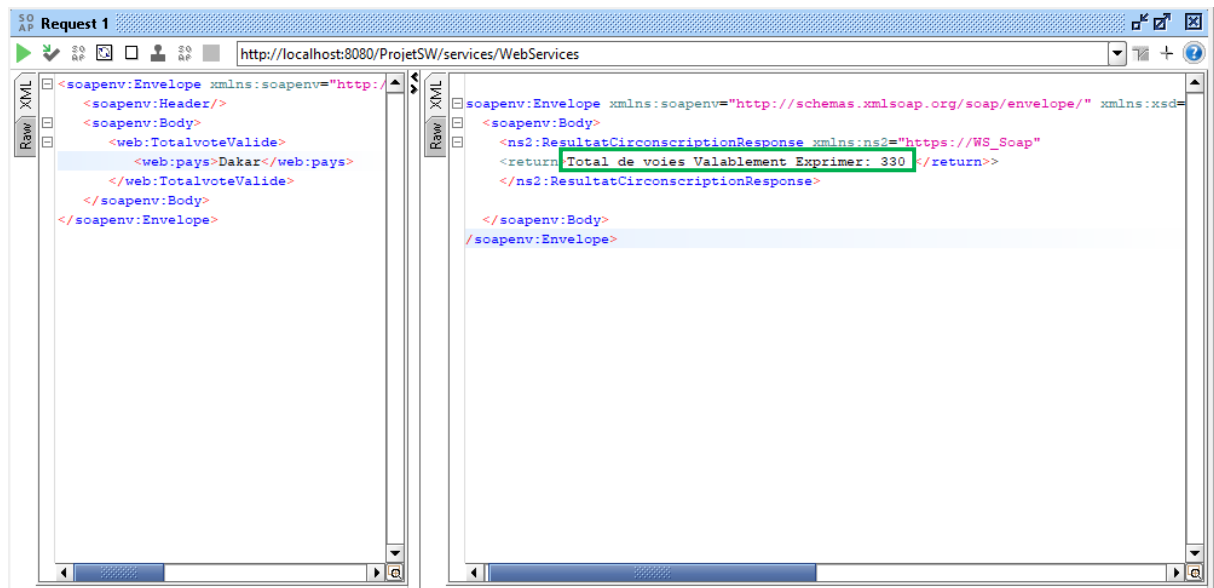 SO AP Request 1
http://localhost:8080/ProjetSW/services/WebServices
XML
Raw
<soapenv:Envelope xmlns:soapenv="http:/
<soapenv:Header/>
<soapenv:Body>
<web:TotalvoteValide>
<web:pays>Dakar</web:pays>
</web:TotalvoteValide>
</soapenv:Body>
</soapenv:Envelope>
XML
Raw
soapenv:Envelope xmlns:soapenv="http://schemas.xmlsoap.org/soap/envelope/" xmlns:xsd=
<soapenv:Body>
<ns2:ResultatCirconscriptionResponse xmlns:ns2="https://WS_Soap"
<return>Total de voies Valablement Exprimer: 330 </return>>
</ns2:ResultatCirconscriptionResponse>
</soapenv:Body>
/soapenv:Envelope>